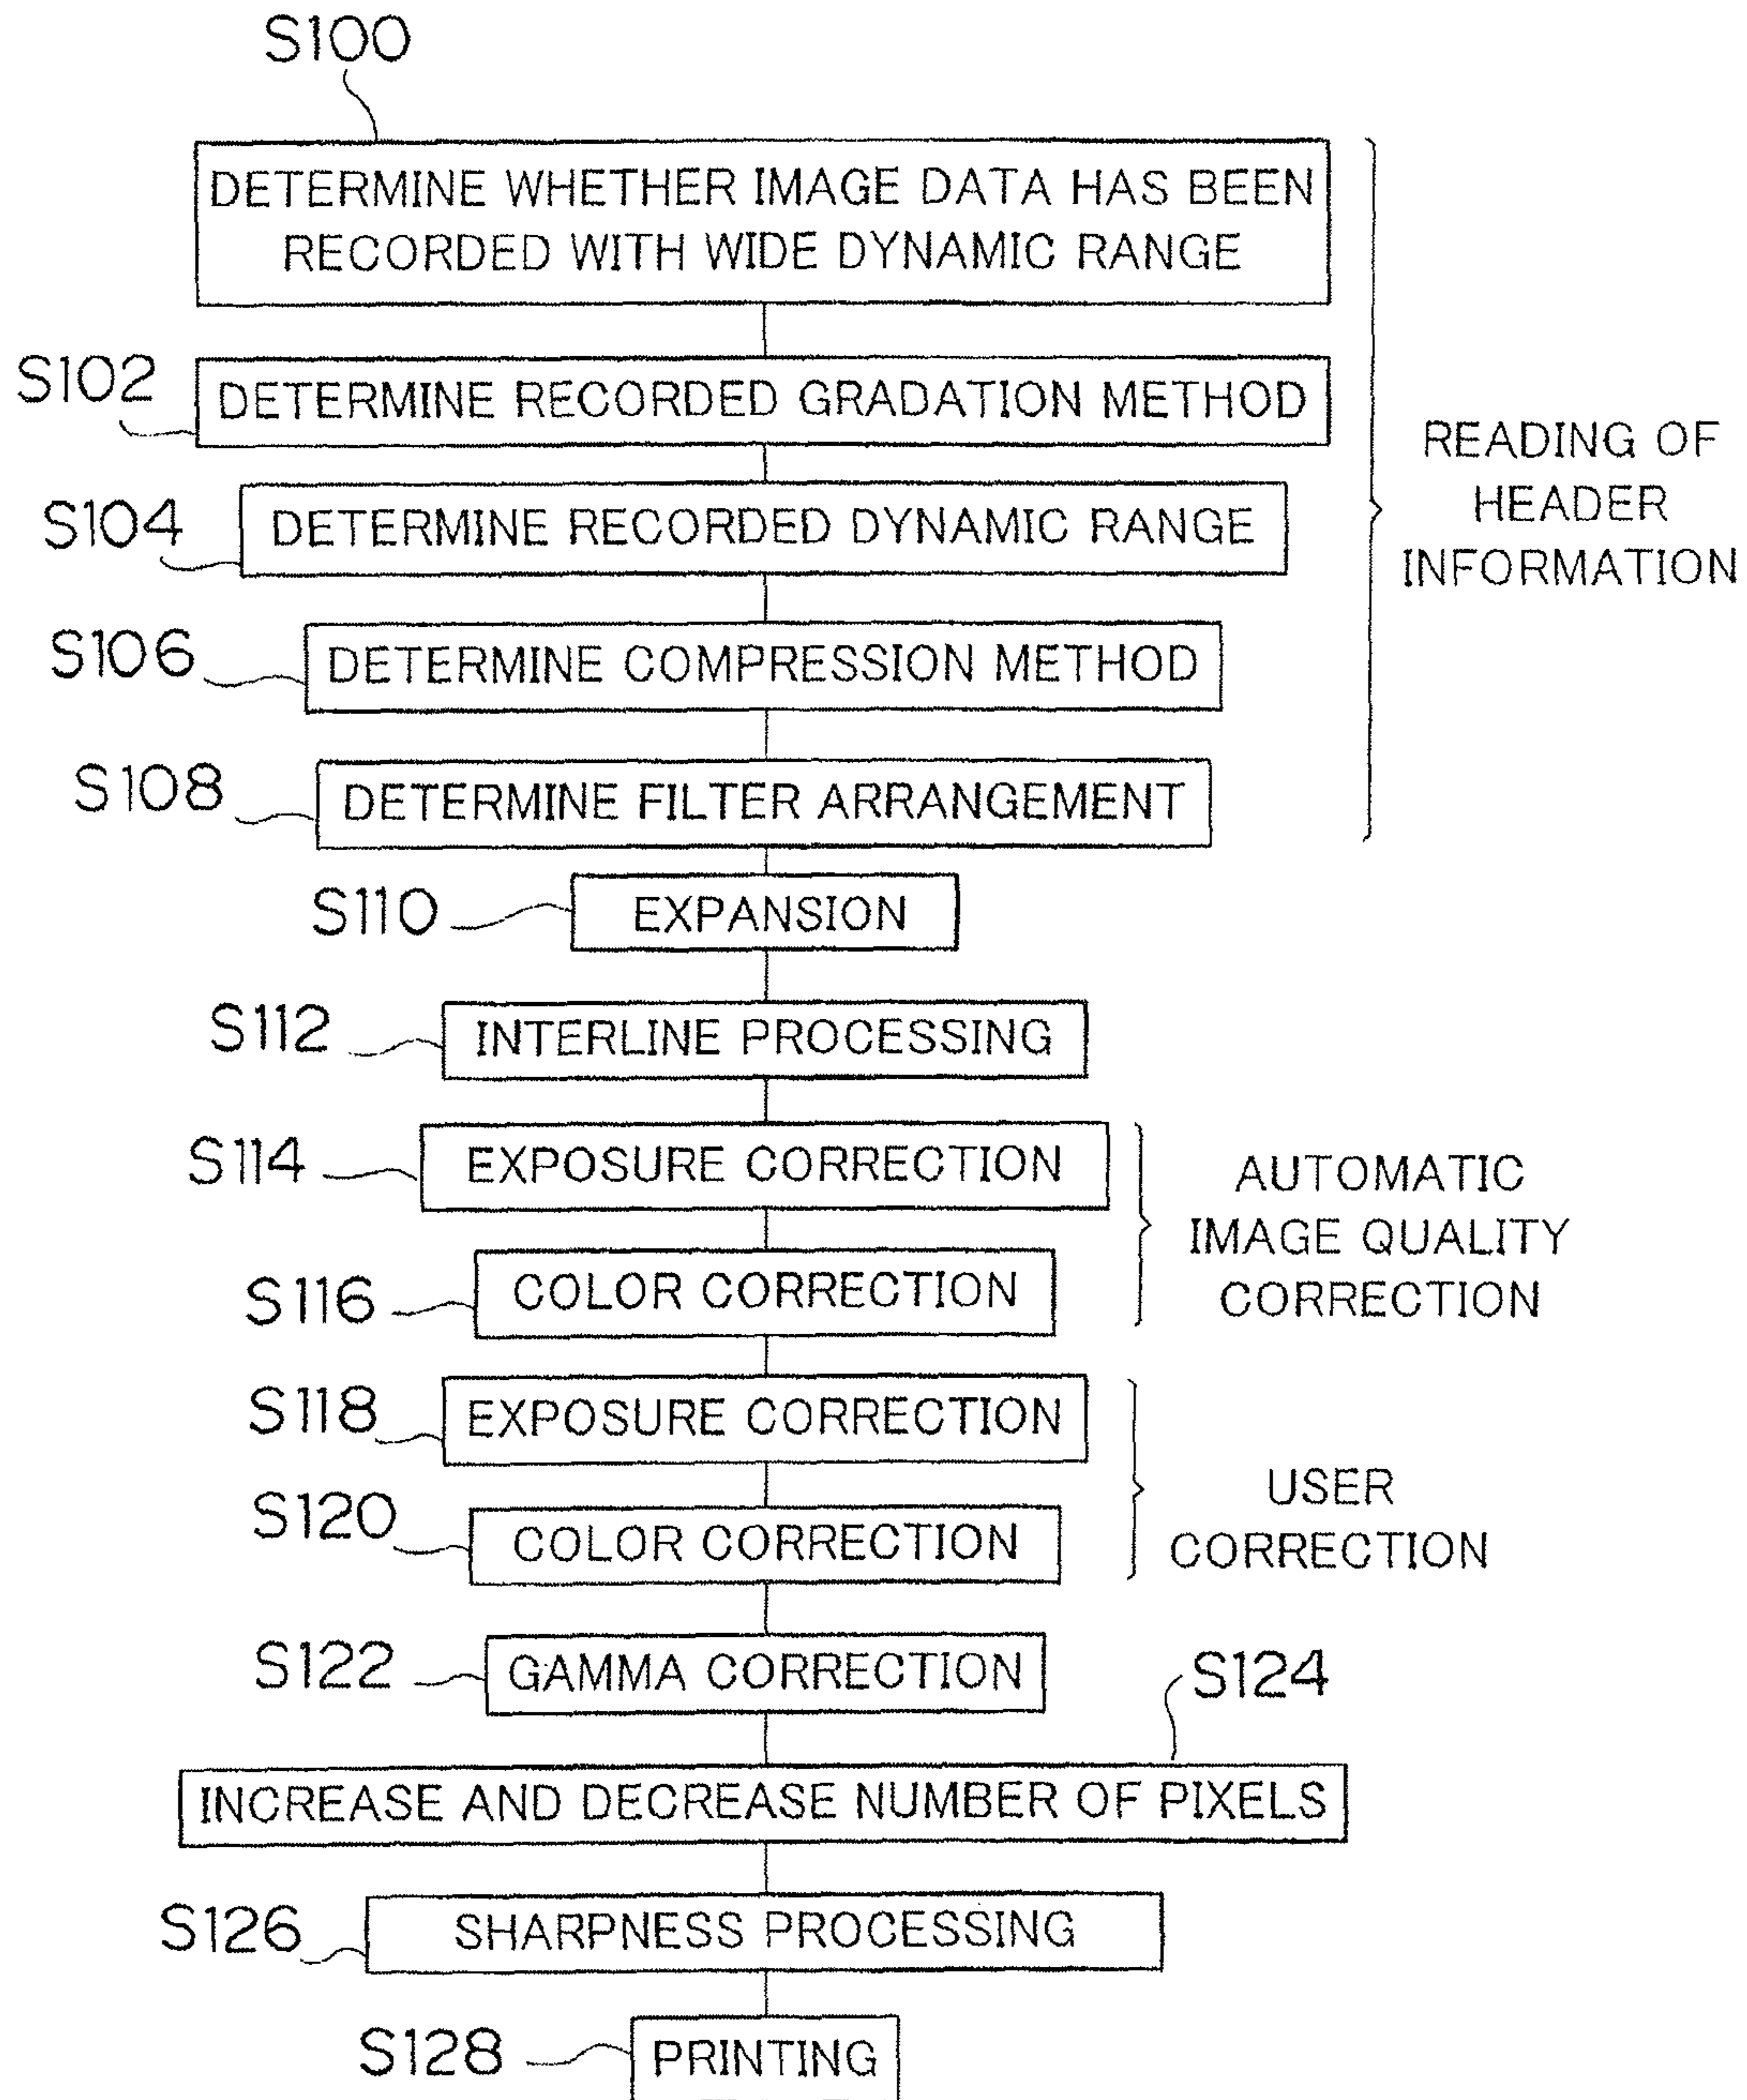 S100
DETERMINE WHETHER IMAGE DATA HAS BEEN
RECORDED WITH WIDE DYNAMIC RANGE
S102
DETERMINE RECORDED GRADATION METHOD
S104
DETERMINE RECORDED DYNAMIC RANGE
READING OF
HEADER
INFORMATION
S106
DETERMINE COMPRESSION METHOD
S108
DETERMINE FILTER ARRANGEMENT
S110
EXPANSION
S112
INTERLINE PROCESSING
S114
EXPOSURE CORRECTION
S116
COLOR CORRECTION
AUTOMATIC
IMAGE QUALITY
CORRECTION
S118
EXPOSURE CORRECTION
S120
COLOR CORRECTION
USER
CORRECTION
S122
GAMMA CORRECTION
S124
INCREASE AND DECREASE NUMBER OF PIXELS
S126
SHARPNESS PROCESSING
S128
PRINTING